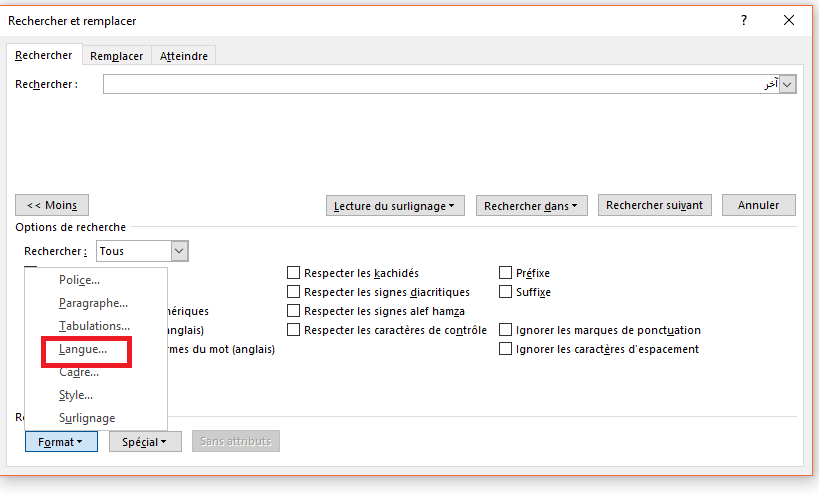 Rechercher et remplacer
? ×
Rechercher Remplacer Atteindre
Rechercher : آخر
<< Moins Lecture du surlignage Rechercher dans Rechercher suivant Annuler
Options de recherche
Rechercher : Tous
Respecter les kachidés Préfixe
Police...
Respecter les signes diacritiques Suffixe
Paragraphe...
ériques Respecter les signes alef hamza
Tabulations... anglais) Respecter les caractères de contrôle Ignorer les marques de ponctuation
Langue... rmes du mot (anglais) Ignorer les caractères d'espacement
Cadre...
Style...
Surlignage
Format Spécial Sans attributs